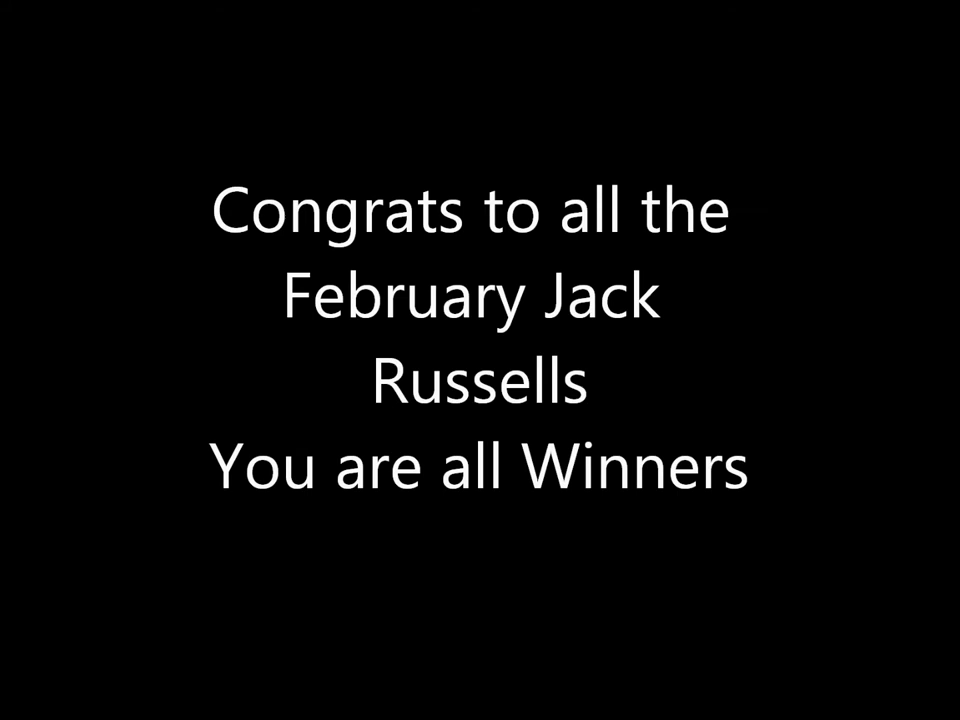 Congrats to all the
February Jack
Russells
You are all Winners